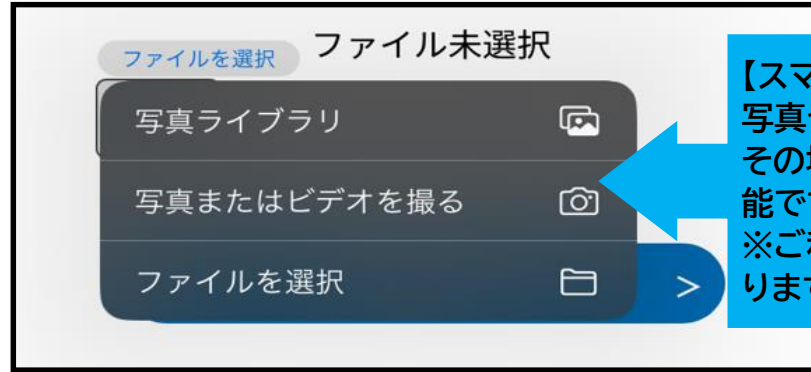 ファイルを選択 ファイル未選択
写真ライブラリ
写真またはビデオを撮る
ファイルを選択
>
【スマ
写真
その
能で
※ご
りま